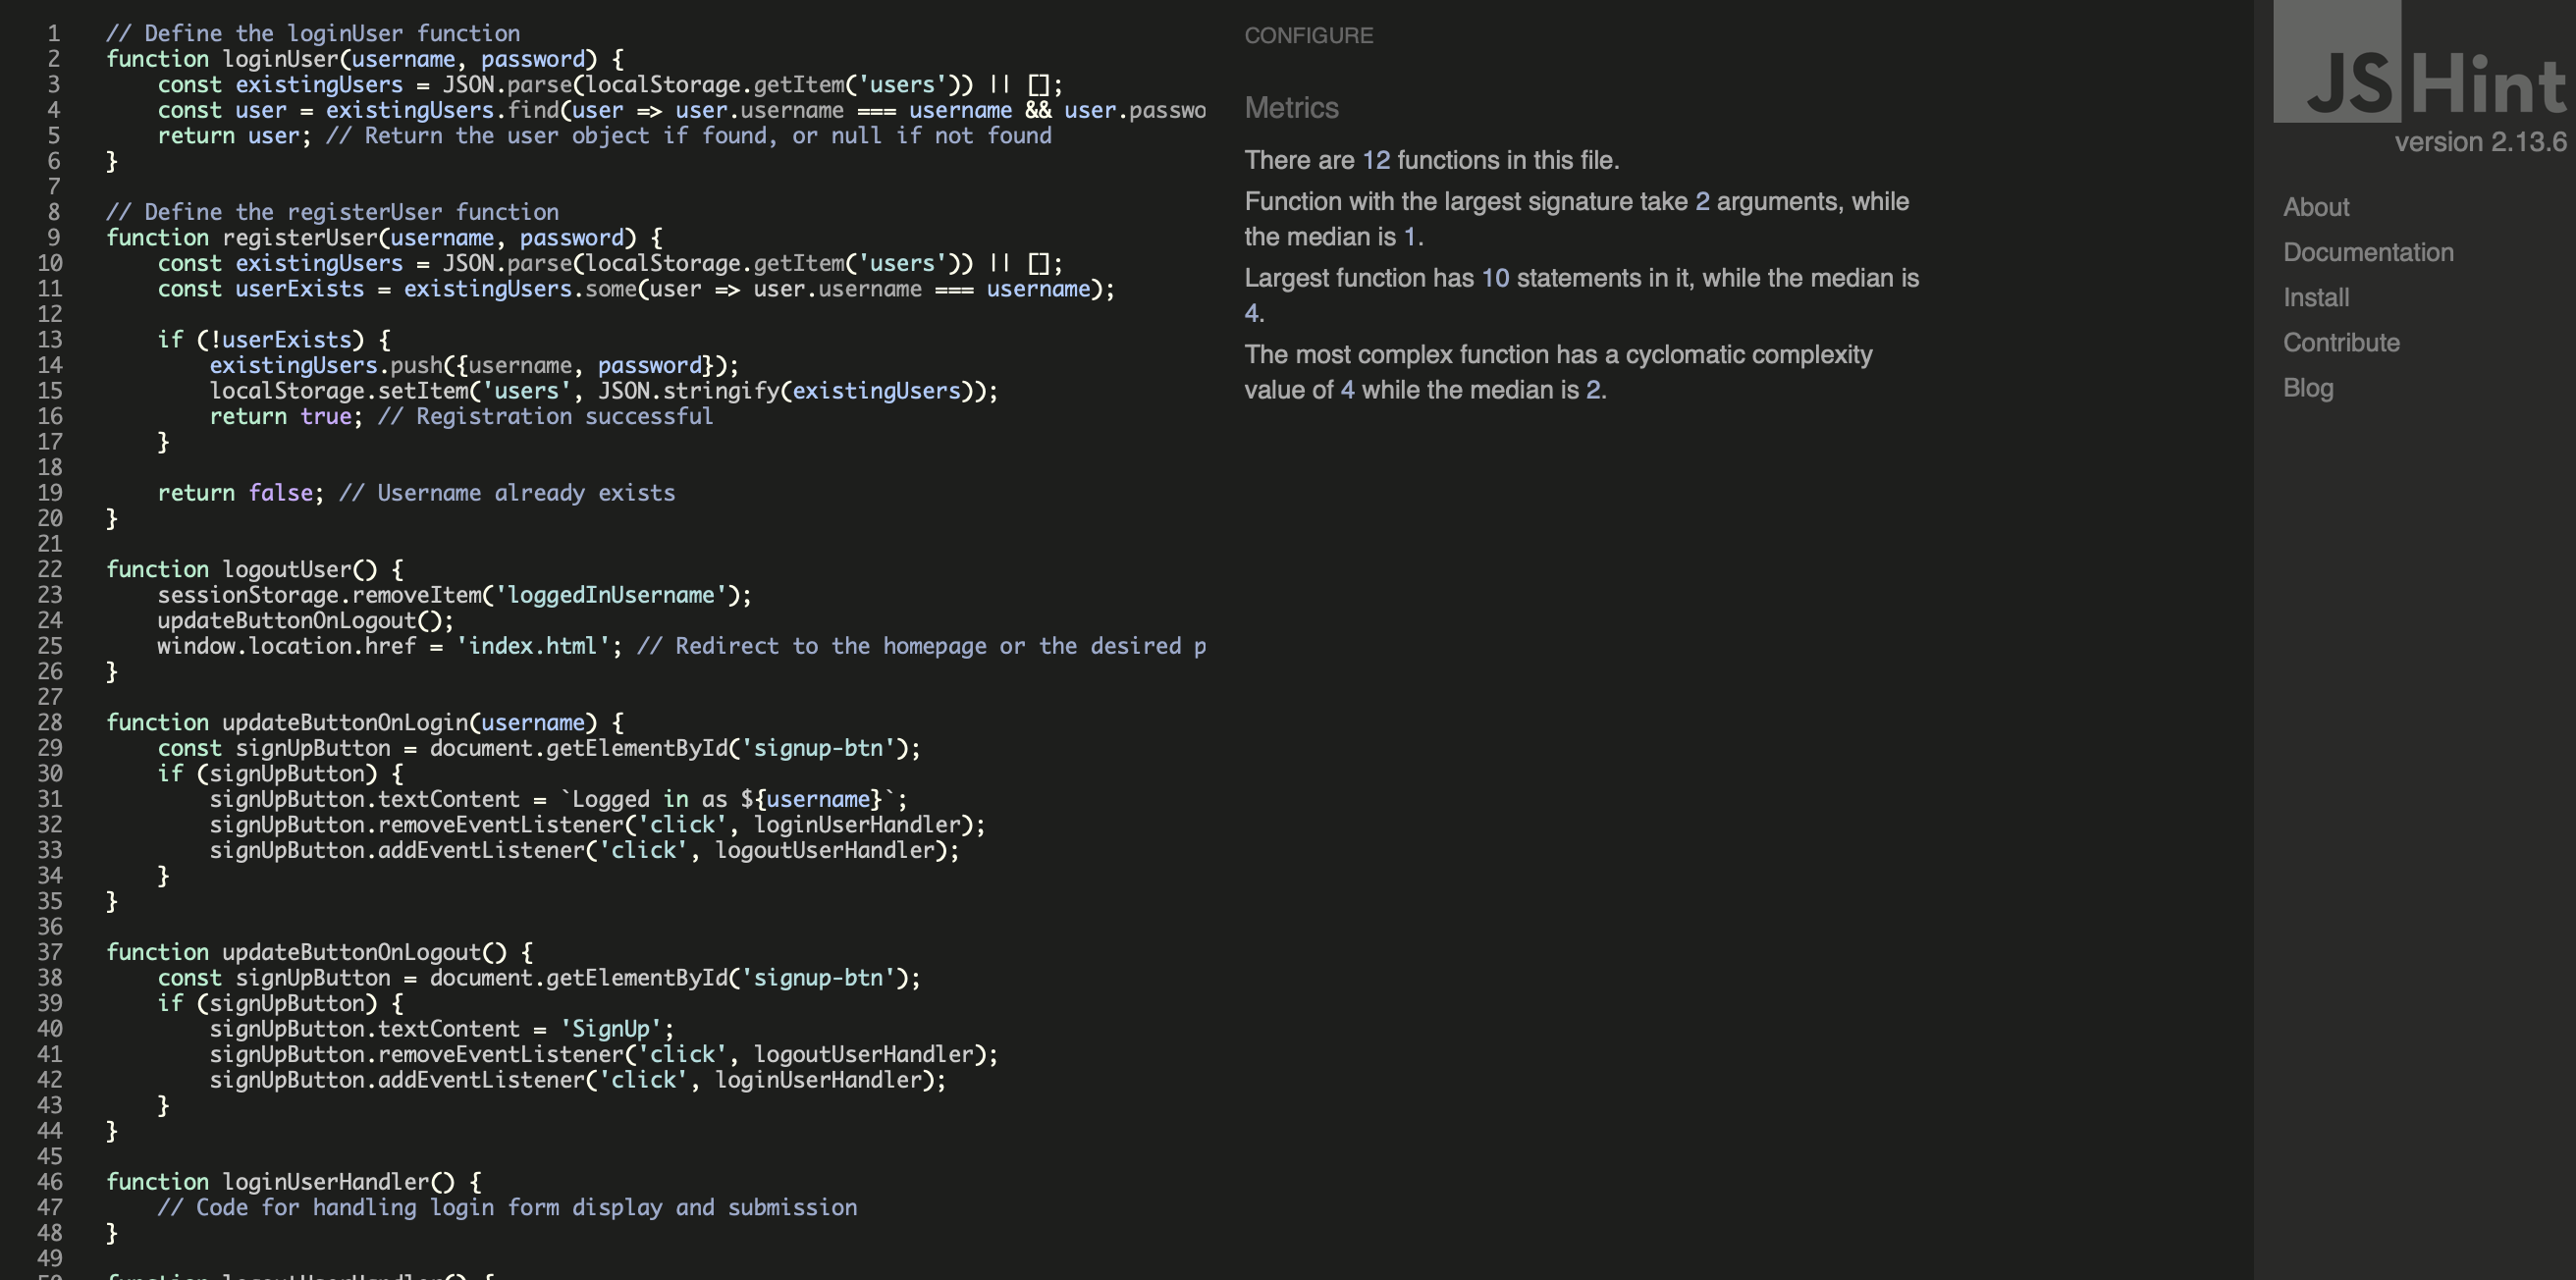 1 // Define the loginUser function
2 function loginUser(username, password) {
3 const existingUsers = JSON.parse(localStorage.getItem('users')) || [];
4 const user = existingUsers.find(user => user.username === username && user.passwo
5 return user; // Return the user object if found, or null if not found
6 }
7
8 // Define the registerUser function
9 function registerUser(username, password) {
10 const existingUsers = JSON.parse(localStorage.getItem('users')) || [];
11 const userExists = existingUsers.some(user => user.username === username);
12
13 if (!userExists) {
14 existingUsers.push({username, password});
15 localStorage.setItem('users', JSON.stringify(existingUsers));
16 return true; // Registration successful
17 }
18
19 return false; // Username already exists
20 }
21
22 function logoutUser() {
23 sessionStorage.removeItem('loggedInUsername');
24 updateButtonOnLogout();
25 window.location.href = 'index.html'; // Redirect to the homepage or the desired p
26 }
27
28 function updateButtonOnLogin(username) {
29 const signUpButton = document.getElementById('signup-btn');
30 if (signUpButton) {
31 signUpButton.textContent = `Logged in as ${username}`;
32 signUpButton.removeEventListener('click', loginUserHandler);
33 signUpButton.addEventListener('click', logoutUserHandler);
34 }
35 }
36
37 function updateButtonOnLogout() {
38 const signUpButton = document.getElementById('signup-btn');
39 if (signUpButton) {
40 signUpButton.textContent = 'SignUp';
41 signUpButton.removeEventListener('click', logoutUserHandler);
42 signUpButton.addEventListener('click', loginUserHandler);
43 }
44 }
45
46 function loginUserHandler() {
47 // Code for handling login form display and submission
48 }
49
50 function logoutUserHandler() {
CONFIGURE
Metrics
There are 12 functions in this file.
Function with the largest signature take 2 arguments, while
the median is 1.
Largest function has 10 statements in it, while the median is
4.
The most complex function has a cyclomatic complexity
value of 4 while the median is 2.
JSHint
version 2.13.6
About
Documentation
Install
Contribute
Blog